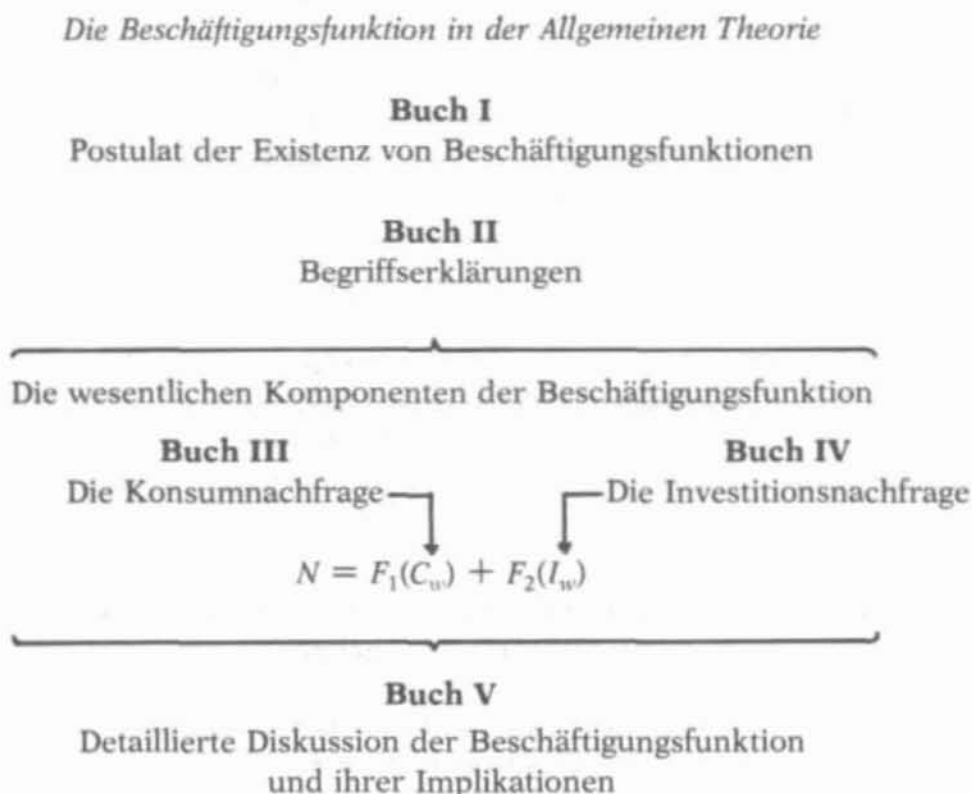 Die Beschäftigungsfunktion in der Allgemeinen Theorie
Buch I
Postulat der Existenz von Beschäftigungsfunktionen
Buch II
Begriffserklärungen
Die wesentlichen Komponenten der Beschäftigungsfunktion
Buch III
Buch IV
Die Konsumnachfrage
Die Investitionsnachfrage
N = F₁(C_w) + F₂(I_w)
Buch V
Detaillierte Diskussion der Beschäftigungsfunktion
und ihrer Implikationen